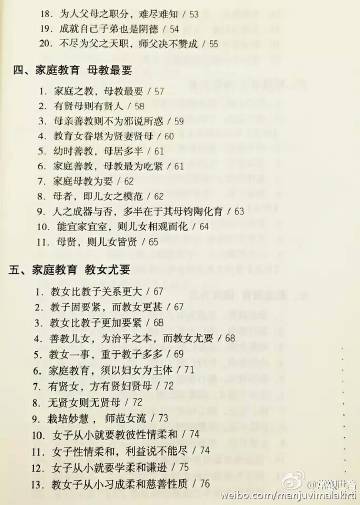 18. 为人父母之职分，难尽难知 / 53
19. 成就自己子弟也是阴德 / 54
20. 不尽为父之天职，师父决不赞成 / 55
四、家庭教育 母教最要
1. 家庭之教，母教最要 / 57
2. 有贤母则有贤人 / 58
3. 母亲善教则不为邪说所惑 / 59
4. 教育女眷堪为贤妻贤母 / 60
5. 幼时善教，母居多半 / 61
6. 家庭善教，母教最为吃紧 / 61
7. 家庭母教为要 / 62
8. 母者，即儿女之模范 / 62
9. 人之成器与否，多半在于其母钧陶化育 / 63
10. 能宜家宜室，则儿女相观而化 / 64
11. 母贤，则儿女皆贤 / 65
五、家庭教育 教女尤要
1. 教女比教子关系更大 / 67
2. 教子固要紧，而教女更甚 / 67
3. 教女比教子更加要紧 / 68
4. 善教儿女，为治平之本，而教女尤要 / 68
5. 教女一事，重于教子多多 / 69
6. 家庭教育，须以妇女为主体 / 71
7. 有贤女，方有贤妇贤母 / 72
8. 无贤女则无贤母 / 72
9. 栽培妙慧，师范女流 / 73
10. 女子从小就要教彼性情柔和 / 74
11. 女子性情柔和，利益说不能尽 / 74
12. 女子从小就要学柔和谦逊 / 75
13. 教女子从小习成柔和慈善性质 / 76
weibo.com/manjuvimalakirti